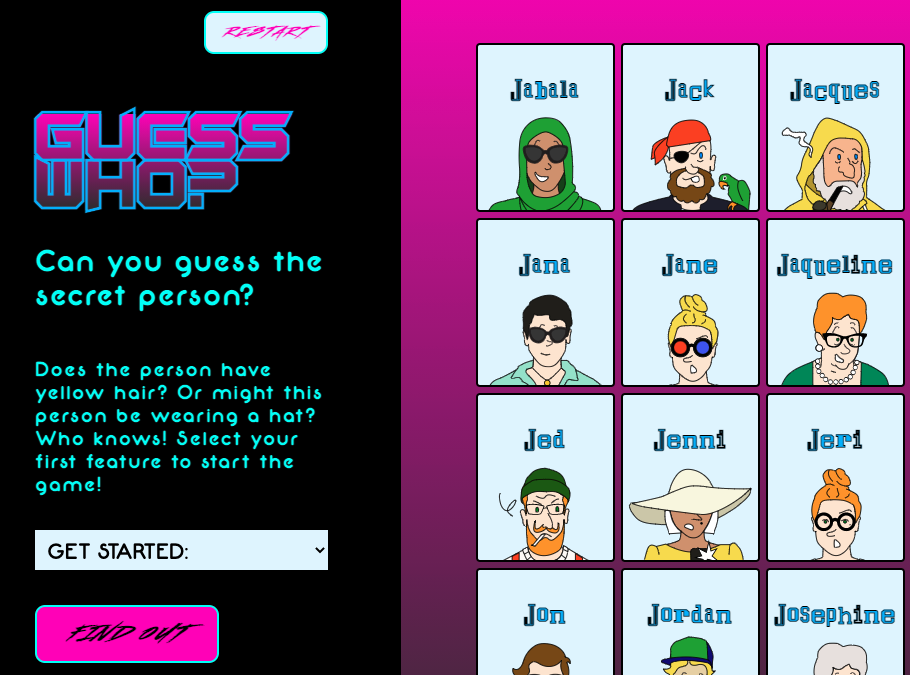 RESTART
GUESS
WHO?
Can you guess the
secret person?
Does the person have
yellow hair? Or might this
person be wearing a hat?
Who knows! Select your
first feature to start the
game!
GET STARTED:
FIND OUT
Jabala
Jack
Jacques
Jana
Jane
Jaqueline
Jed
Jenni
Jeri
Jon
Jordan
Josephine